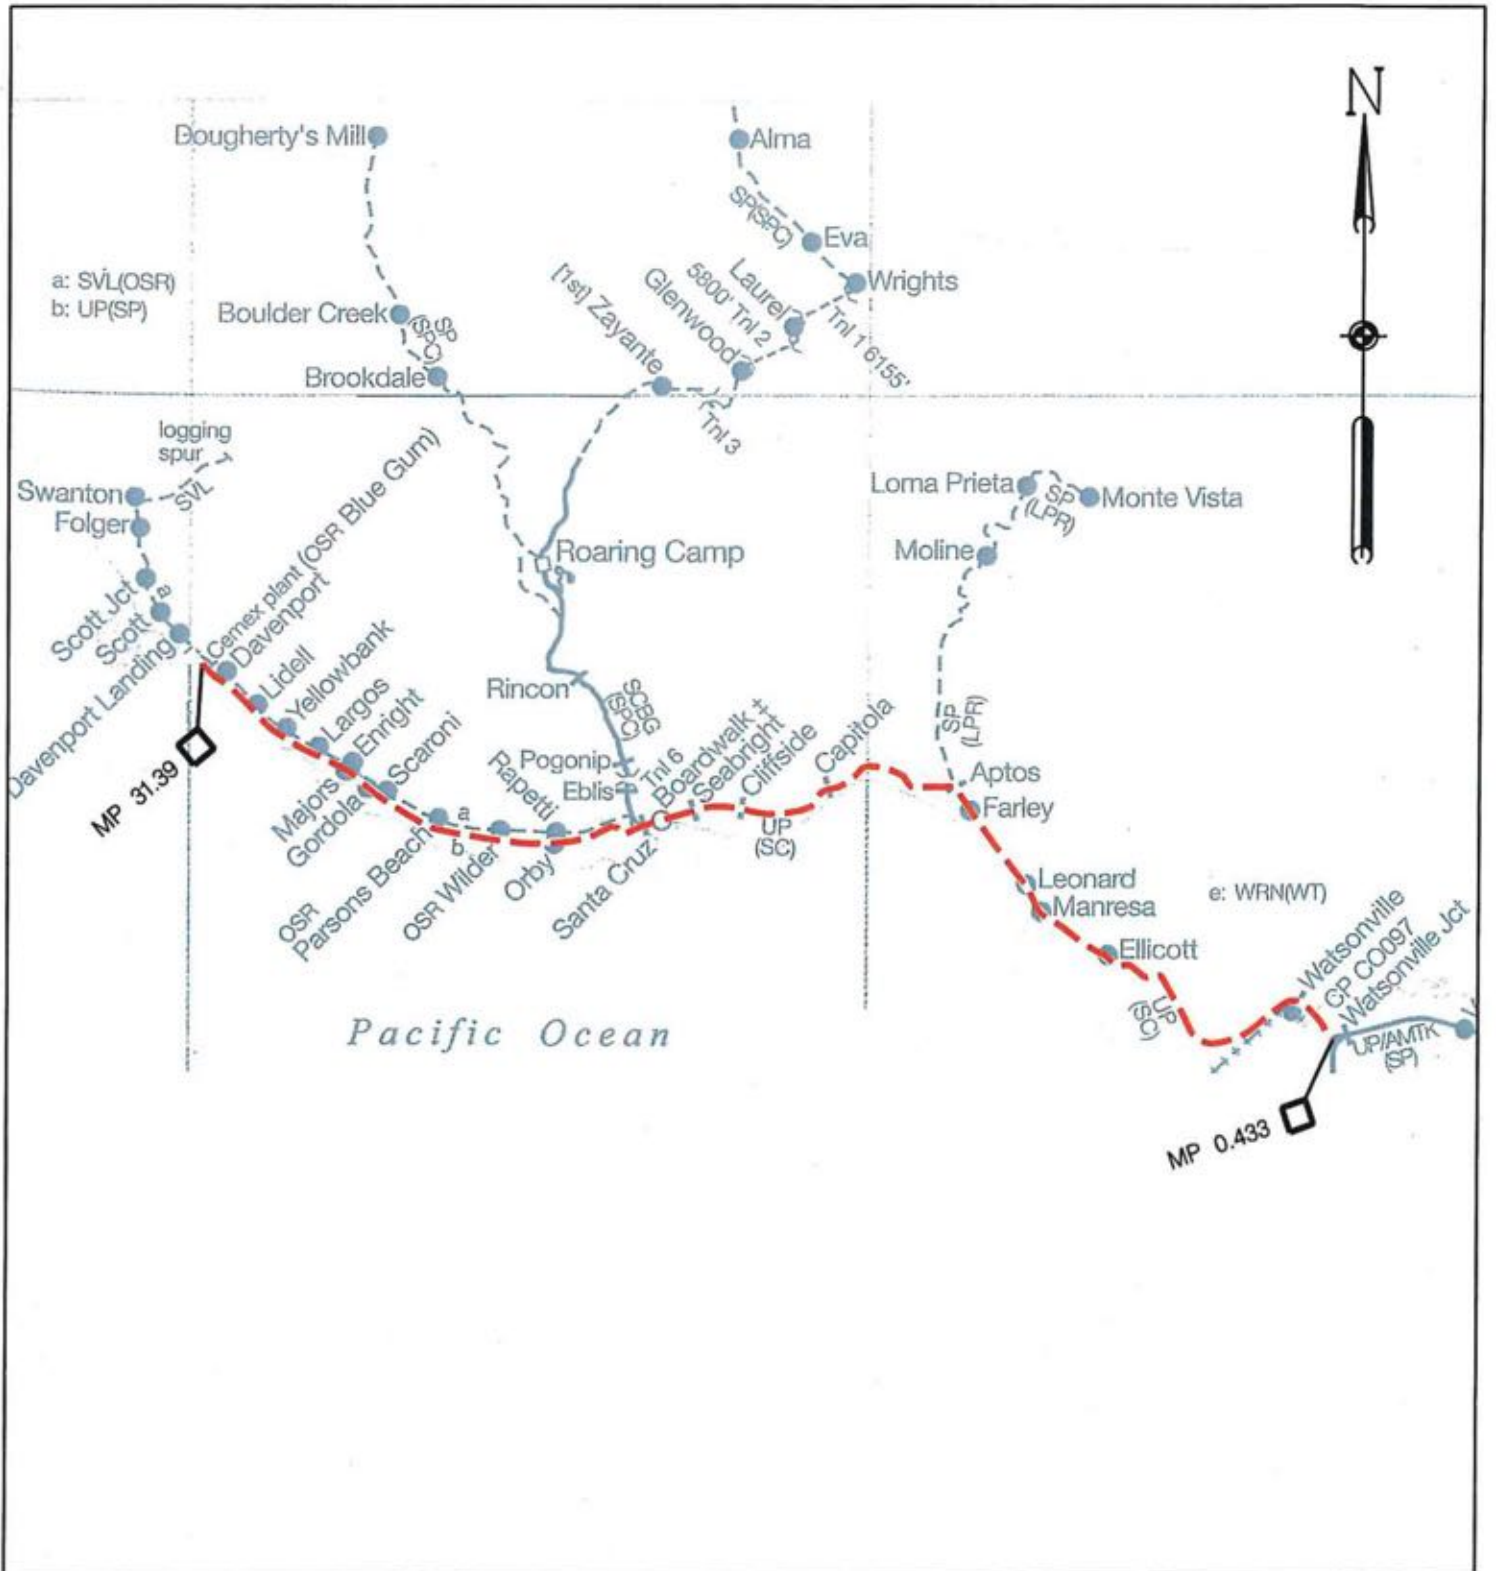 N
Dougherty's Mill
Alma
SP(SPC)
Eva
Wrights
a: SVL(OSR)
b: UP(SP)
Boulder Creek
SP
(SPC)
Brookdale
[1st] Zayante
Glenwood
5800' Tnl 2
Laurel
Tnl 1 6155'
Tnl 3
logging
spur
SVL
Swanton
Folger
Scott Jct
a
Scott
Davenport Landing
Cemex plant (OSR Blue Gum)
Davenport
Lidell
Yellowbank
Largos
Enright
Scaroni
Majors
Gordola
OSR
Parsons Beach
a
b
OSR Wilder
Rapetti
Orby
Roaring Camp
Rincon
SCBG
(SPC)
Pogonip
Eblis
Tnl 6
Boardwalk ‡
Seabright
Cliffside
Capitola
Santa Cruz
UP
(SC)
Loma Prieta
SP
(LPR)
Monte Vista
Moline
SP
(LPR)
Aptos
Farley
Leonard
Manresa
Ellicott
UP
(SC)
e: WRN(WT)
Watsonville
CP CO097
Watsonville Jct
UP/AMTK
(SP)
MP 31.39
MP 0.433
Pacific Ocean